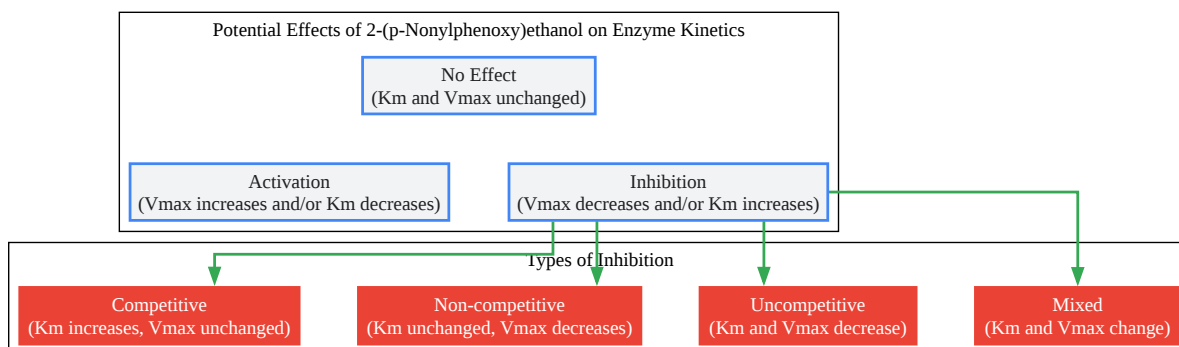 Potential Effects of 2-(p-Nonylphenoxy)ethanol on Enzyme Kinetics
No Effect
(Km and Vmax unchanged)
Activation
(Vmax increases and/or Km decreases)
Inhibition
(Vmax decreases and/or Km increases)
Types of Inhibition
Competitive
(Km increases, Vmax unchanged)
Non-competitive
(Km unchanged, Vmax decreases)
Uncompetitive
(Km and Vmax decrease)
Mixed
(Km and Vmax change)